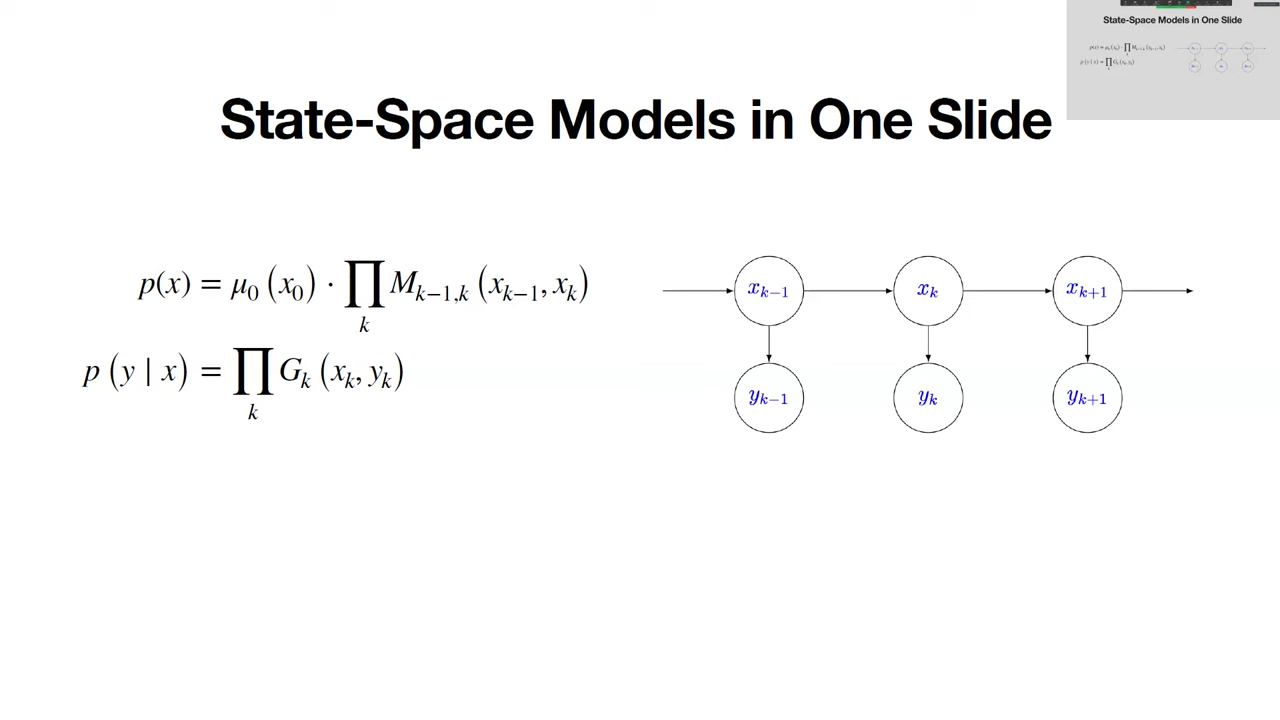 State-Space Models in One Slide
p(x) = μ₀ (x₀) · ∏ₖ Mₖ₋₁,ₖ (xₖ₋₁, xₖ)
p (y | x) = ∏ₖ Gₖ (xₖ, yₖ)
xₖ₋₁ xₖ xₖ₊₁
yₖ₋₁ yₖ yₖ₊₁
State-Space Models in One Slide